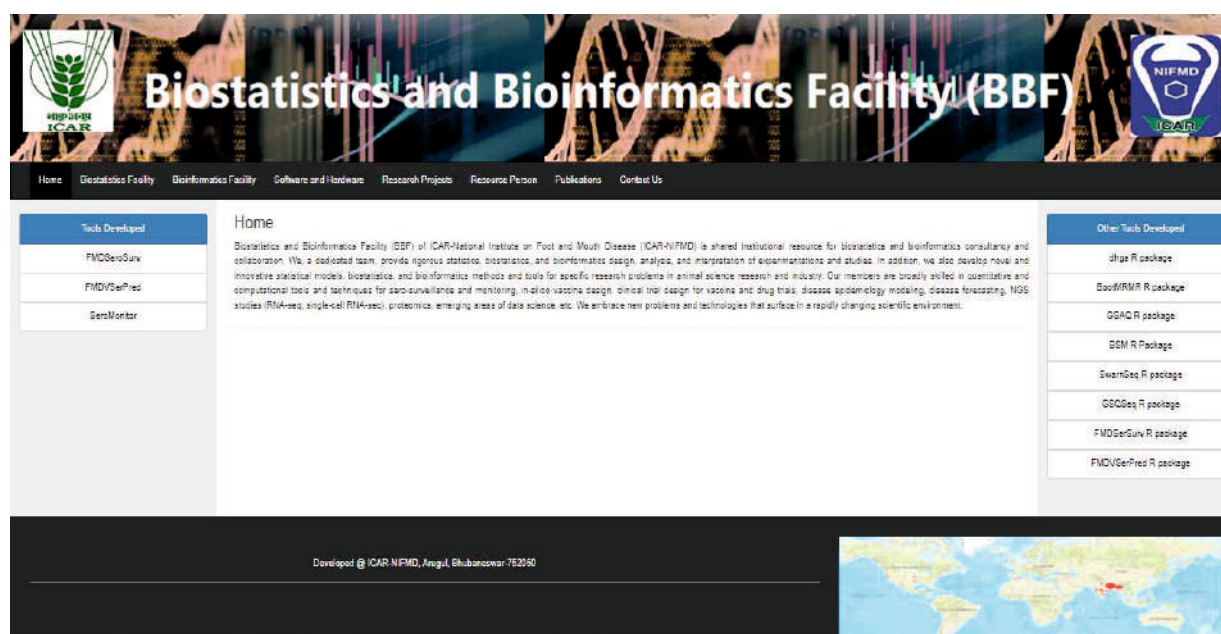 Biostatistics and Bioinformatics Facility (BBF)
भाकृअनुप
ICAR
NIFMD
ICAR
Home Biostatistics Facility Bioinformatics Facility Software and Hardware Research Projects Resource Person Publications Contact Us
Tools Developed
FMDSeroSurv
FMDVSerPred
SeroMonitor
Home
Biostatistics and Bioinformatics Facility (BBF) of ICAR-National Institute on Foot and Mouth Disease (ICAR-NIFMD) is shared Institutional resource for biostatistics and bioinformatics consultancy and
collaboration. We, a dedicated team, provide rigorous statistics, biostatistics, and bioinformatics design, analysis, and interpretation of experimentations and studies. In addition, we also develop novel and
innovative statistical models, biostatistics, and bioinformatics methods and tools for specific research problems in animal science research and industry. Our members are broadly skilled in quantitative and
computational tools and techniques for sero-surveillance and monitoring, in-silico vaccine design, clinical trial design for vaccine and drug trials, disease epidemiology modeling, disease forecasting, NGS
studies (RNA-seq, single-cell RNA-seq), proteomics, emerging areas of data science, etc. We embrace new problems and technologies that surface in a rapidly changing scientific environment.
Other Tools Developed
dhga R package
BootMRMR R package
GSAQ R package
BSM R Package
SwarnSeq R package
GSQSeq R package
FMDSerSurv R package
FMDVSerPred R package
Developed @ ICAR-NIFMD, Arugul, Bhubaneswar-752050